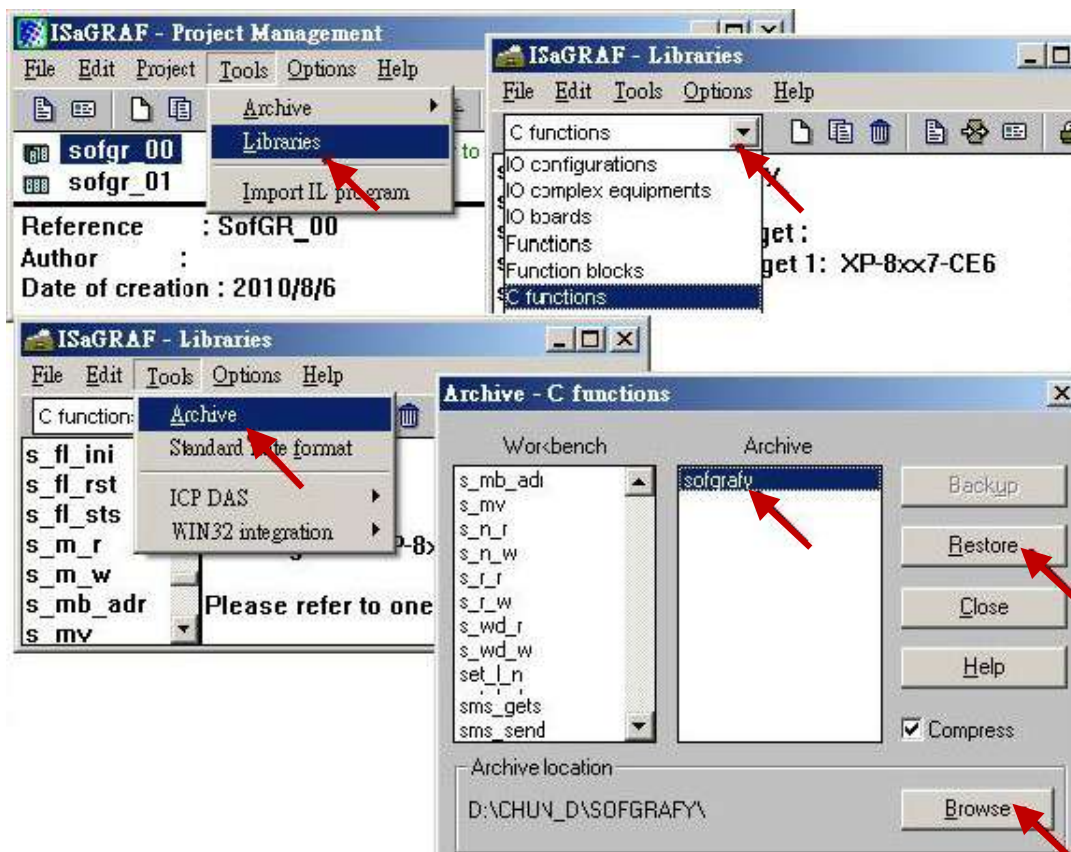 ISaGRAF - Project Management
File Edit Project Tools Options Help
Archive
Libraries
Import IL program
sofgr_00
to
sofgr_01
Reference : SofGR_00
Author :
Date of creation : 2010/8/6
ISaGRAF - Libraries
File Edit Tools Options Help
C functions
IO configurations
IO complex equipments
IO boards
Functions
Function blocks
C functions
get :
get 1: XP-8xx7-CE6
ISaGRAF - Libraries
File Edit Tools Options Help
C function
Archive
Standard format
ICP DAS
WIN32 integration
s_fl_ini
s_fl_rst
s_fl_sts
s_m_r
s_m_w
s_mb_adr
s_mv
P-8x
Please refer to one
Archive - C functions
Workbench
s_mb_adr
s_mv
s_n_r
s_n_w
s_r_r
s_r_w
s_wd_r
s_wd_w
set_l_n
sms_gets
sms_send
Archive
sofgrafy
Backup
Restore
Close
Help
Compress
Archive location
D:\CHUN_D\SOFGRAFY\
Browse